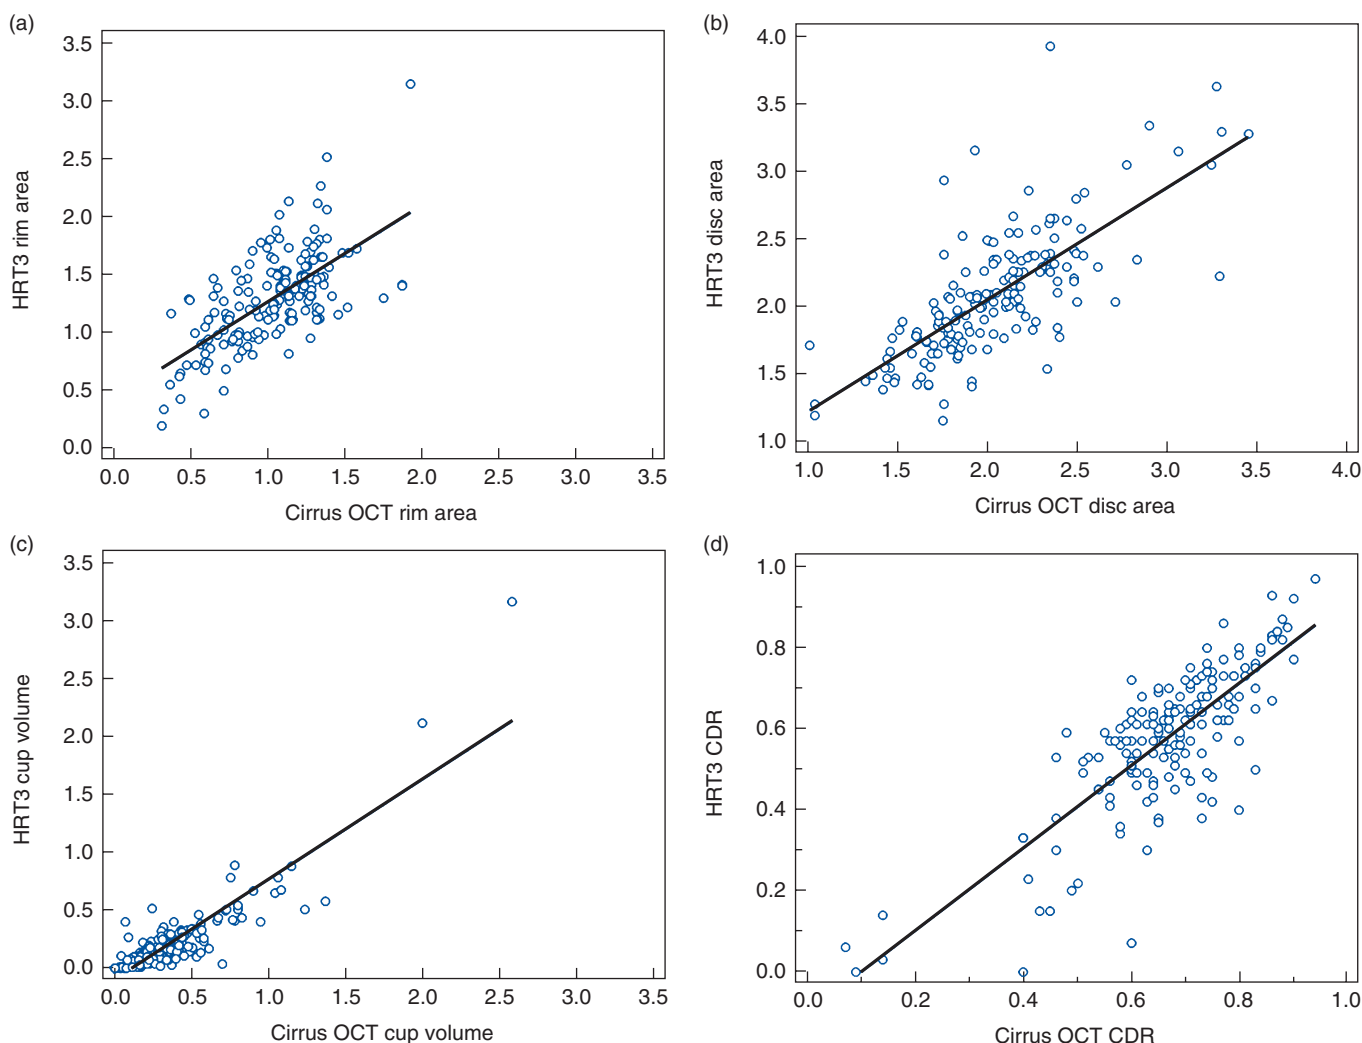 (a)
3.5
3.0
2.5
2.0
1.5
1.0
0.5
0.0
HRT3 rim area
0.0 0.5 1.0 1.5 2.0 2.5 3.0 3.5
Cirrus OCT rim area
(b)
4.0
3.5
3.0
2.5
2.0
1.5
1.0
HRT3 disc area
1.0 1.5 2.0 2.5 3.0 3.5 4.0
Cirrus OCT disc area
(c)
3.5
3.0
2.5
2.0
1.5
1.0
0.5
0.0
HRT3 cup volume
0.0 0.5 1.0 1.5 2.0 2.5 3.0 3.5
Cirrus OCT cup volume
(d)
1.0
0.8
0.6
0.4
0.2
0.0
HRT3 CDR
0.0 0.2 0.4 0.6 0.8 1.0
Cirrus OCT CDR